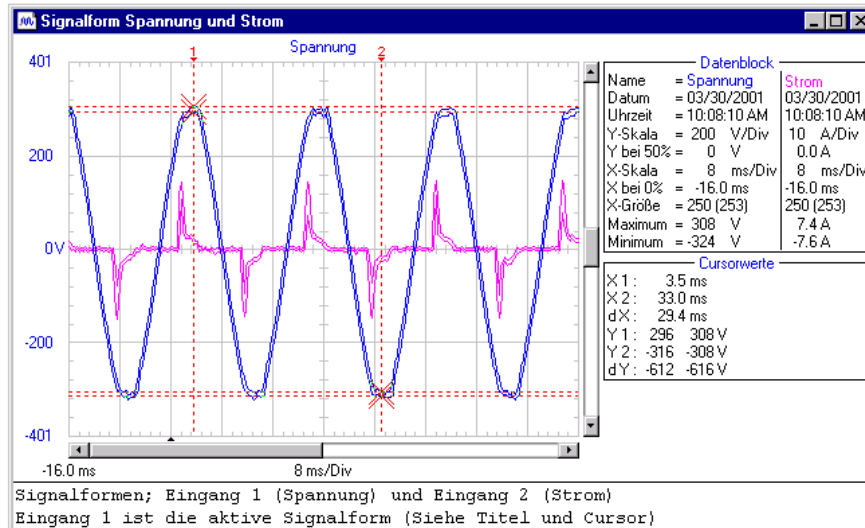 Signalform Spannung und Strom
1
Spannung
2
401
200
0V
-200
-401
-16.0 ms
8 ms/Div
Datenblock
Name = Spannung Strom
Datum = 03/30/2001 03/30/2001
Uhrzeit = 10:08:10 AM 10:08:10 AM
Y-Skala = 200 V/Div 10 A/Div
Y bei 50% = 0 V 0.0 A
X-Skala = 8 ms/Div 8 ms/Div
X bei 0% = -16.0 ms -16.0 ms
X-Größe = 250 (253) 250 (253)
Maximum = 308 V 7.4 A
Minimum = -324 V -7.6 A
Cursorwerte
X 1 : 3.5 ms
X 2 : 33.0 ms
dX : 29.4 ms
Y 1 : 296 308 V
Y 2 : -316 -308 V
dY : -612 -616 V
Signalformen; Eingang 1 (Spannung) und Eingang 2 (Strom)
Eingang 1 ist die aktive Signalform (Siehe Titel und Cursor)